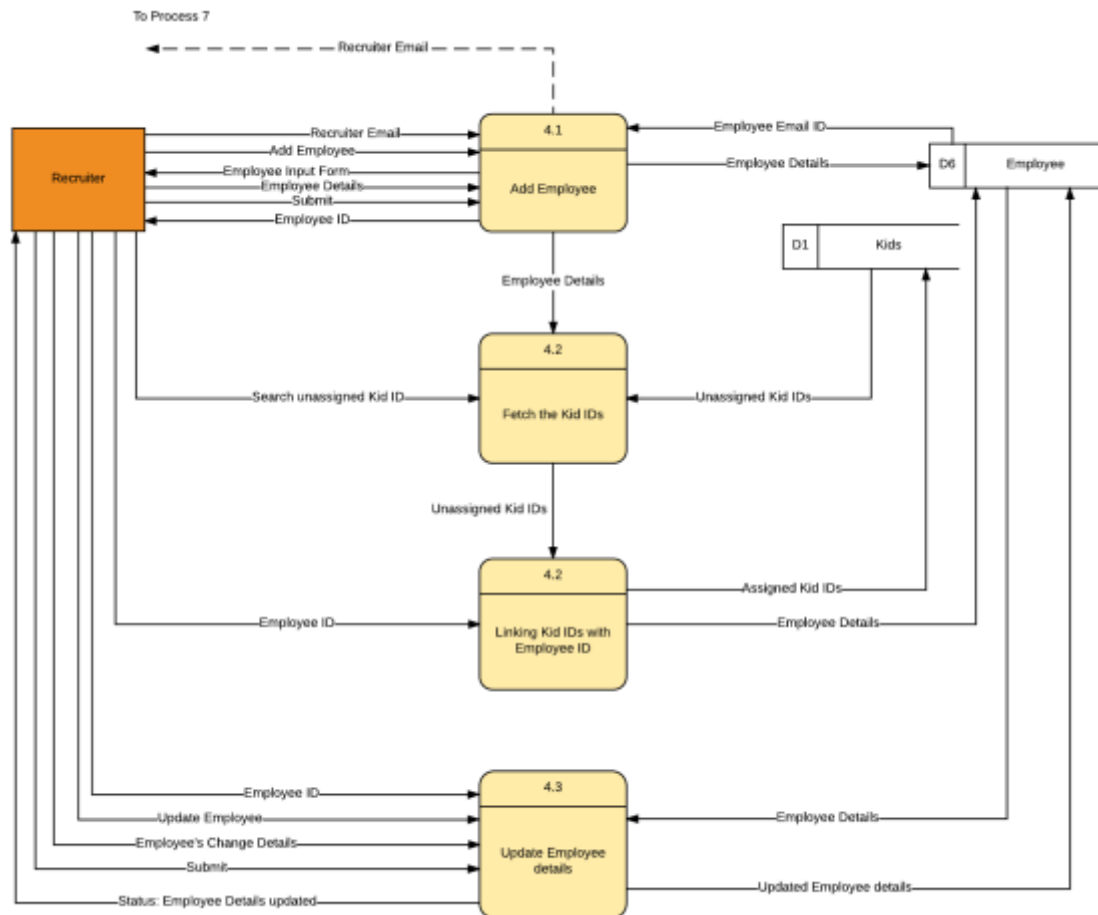 To Process 7
Recruiter Email
Recruiter Email
Add Employee
Employee Input Form
Employee Details
Submit
Employee ID
Recruiter
4.1
Add Employee
Employee Email ID
Employee Details
D6
Employee
D1
Kids
Employee Details
4.2
Fetch the Kid IDs
Search unassigned Kid ID
Unassigned Kid IDs
Unassigned Kid IDs
4.2
Linking Kid IDs with
Employee ID
Employee ID
Assigned Kid IDs
Employee Details
4.3
Update Employee
details
Employee ID
Update Employee
Employee's Change Details
Submit
Status: Employee Details updated
Employee Details
Updated Employee details